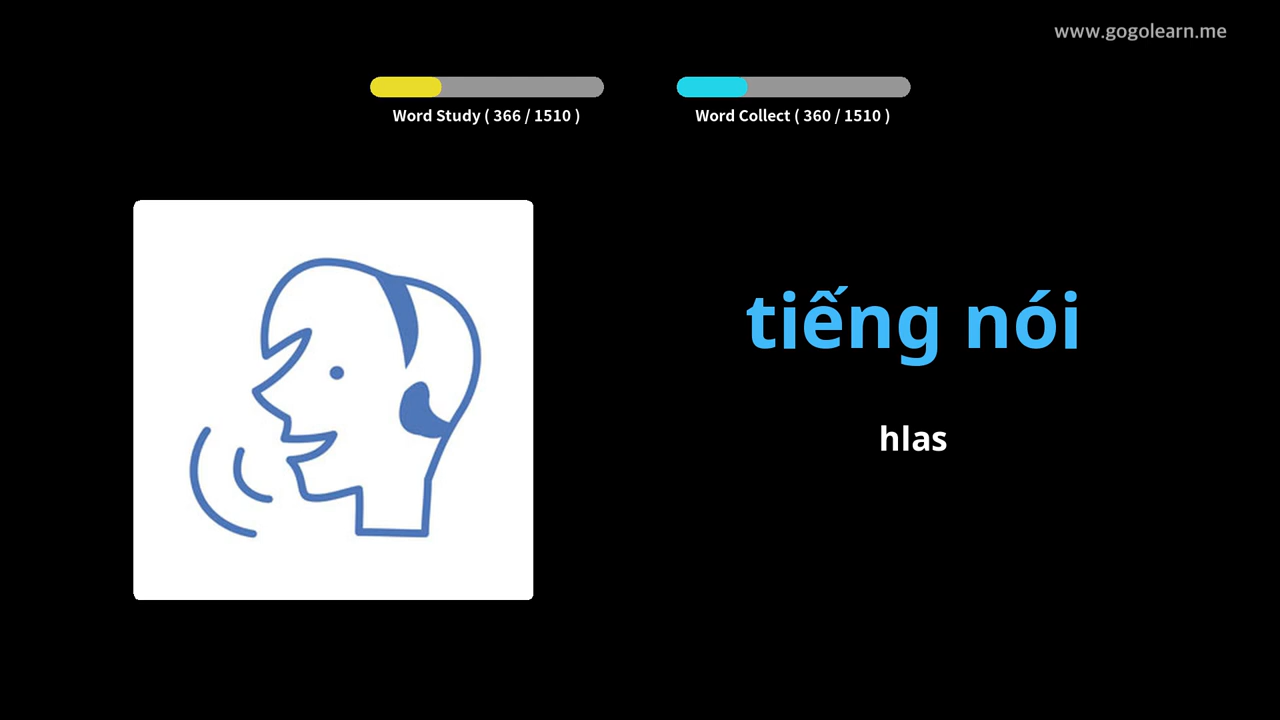 www.gogolearn.me
Word Study ( 366 / 1510 )
Word Collect ( 360 / 1510 )
tiếng nói
hlas